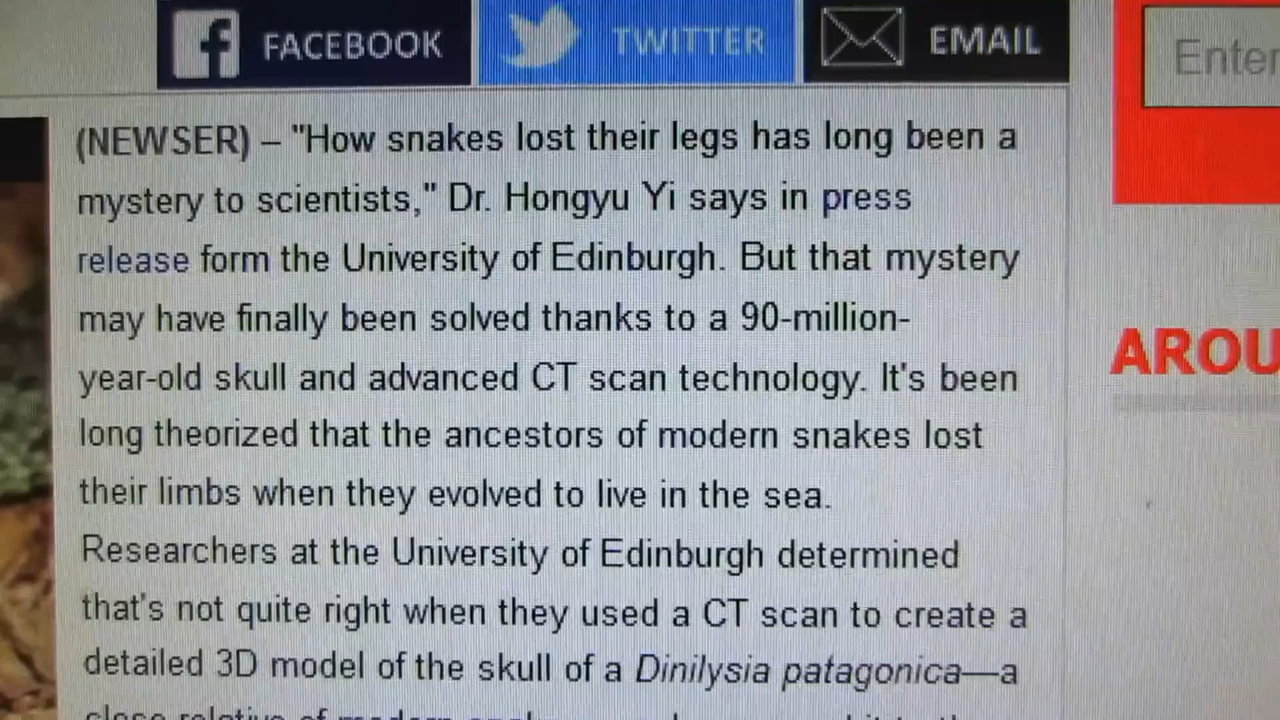 FACEBOOK TWITTER EMAIL
Enter
(NEWSER) – "How snakes lost their legs has long been a
mystery to scientists," Dr. Hongyu Yi says in press
release form the University of Edinburgh. But that mystery
may have finally been solved thanks to a 90-million-
year-old skull and advanced CT scan technology. It's been
long theorized that the ancestors of modern snakes lost
their limbs when they evolved to live in the sea.
Researchers at the University of Edinburgh determined
that's not quite right when they used a CT scan to create a
detailed 3D model of the skull of a Dinilysia patagonica—a
close relative of modern
AROU